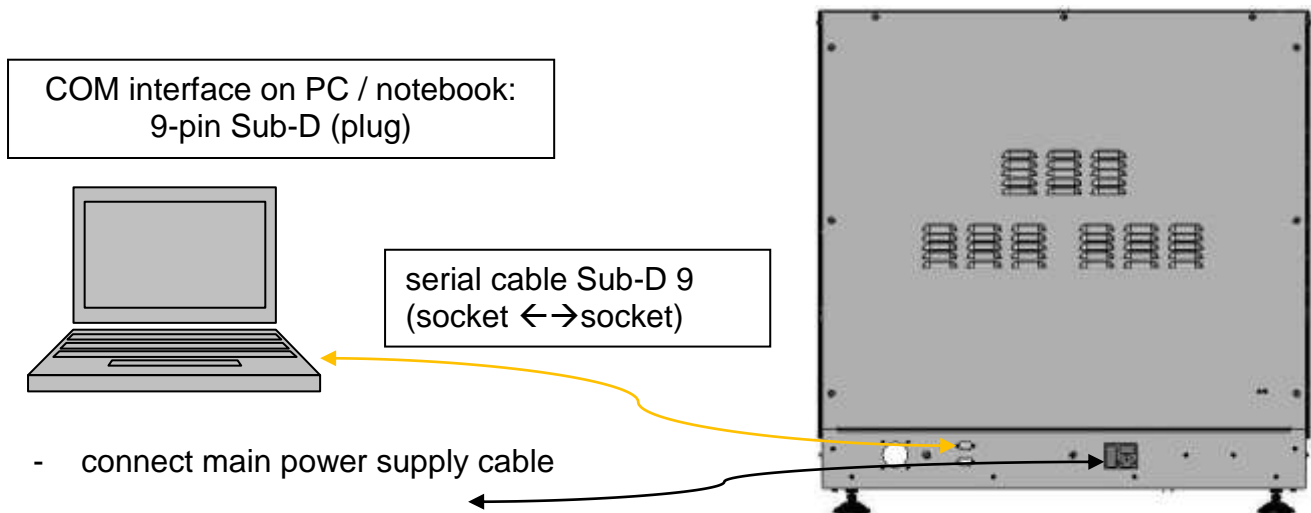 COM interface on PC / notebook:
9-pin Sub-D (plug)
serial cable Sub-D 9
(socket ←→socket)
- connect main power supply cable